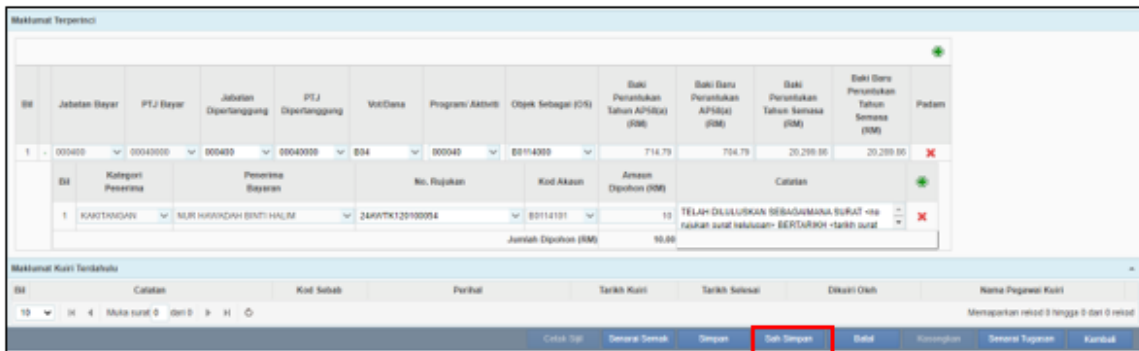 Maklumat Terperinci
Bil Jabatan Bayar PTJ Bayar Jabatan Dipertanggung PTJ Dipertanggung Vot/Dana Program/ Aktiviti Objek Sebagai (OS) Baki Peruntukan Tahun AP58(a) (RM) Baki Baru Peruntukan AP58(a) (RM) Baki Peruntukan Tahun Semasa (RM) Baki Baru Peruntukan Tahun Semasa (RM) Padam
1 - 000400 00040000 000400 00040000 B04 000040 B0114000 714.79 704.79 20,299.86 20,289.86
Bil Kategori Penerima Penerima Bayaran No. Rujukan Kod Akaun Amaun Dipohon (RM) Catatan
1 KAKITANGAN NUR HAWADAH BINTI HALIM 24AWTK120100054 B0114101 10 TELAH DILULUSKAN SEBAGAIMANA SURAT <no
rujukan surat kelulusan> BERTARIKH <tarikh surat
Jumlah Dipohon (RM) 10.00
Maklumat Kuiri Terdahulu
Bil Catatan Kod Sebab Perihal Tarikh Kuiri Tarikh Selesai Dikuiri Oleh Nama Pegawai Kuiri
10 Muka surat 0 dari 0 Memaparkan rekod 0 hingga 0 dari 0 rekod
Cetak Sijil Senarai Semak Simpan Sah Simpan Batal Kosongkan Senarai Tugasan Kembali